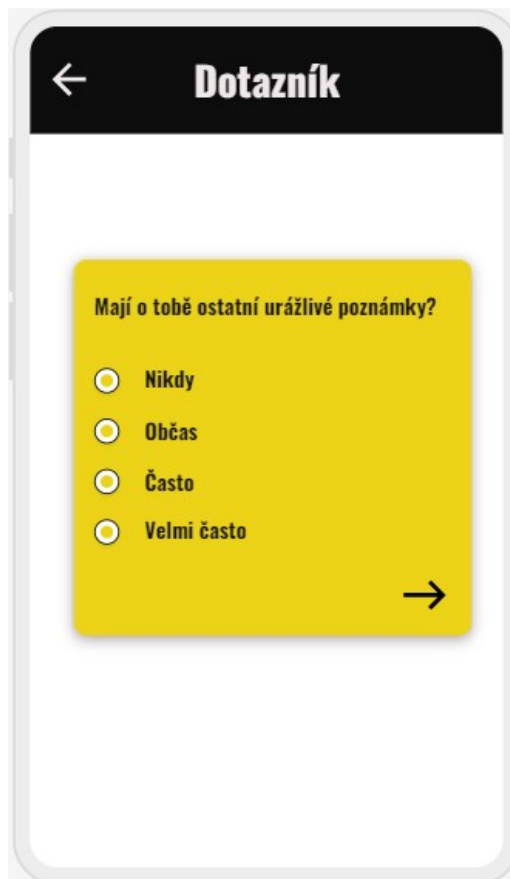 Dotazník
Mají o tobě ostatní urážlivé poznámky?
Nikdy
Občas
Často
Velmi často